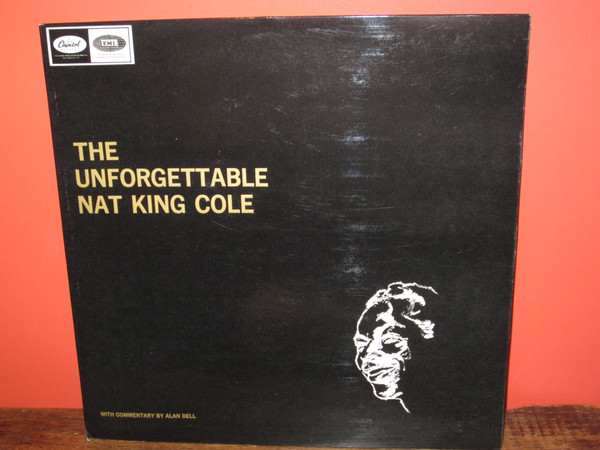 Capitol
EMI
THE
UNFORGETTABLE
NAT KING COLE
WITH COMMENTARY BY ALAN DELL